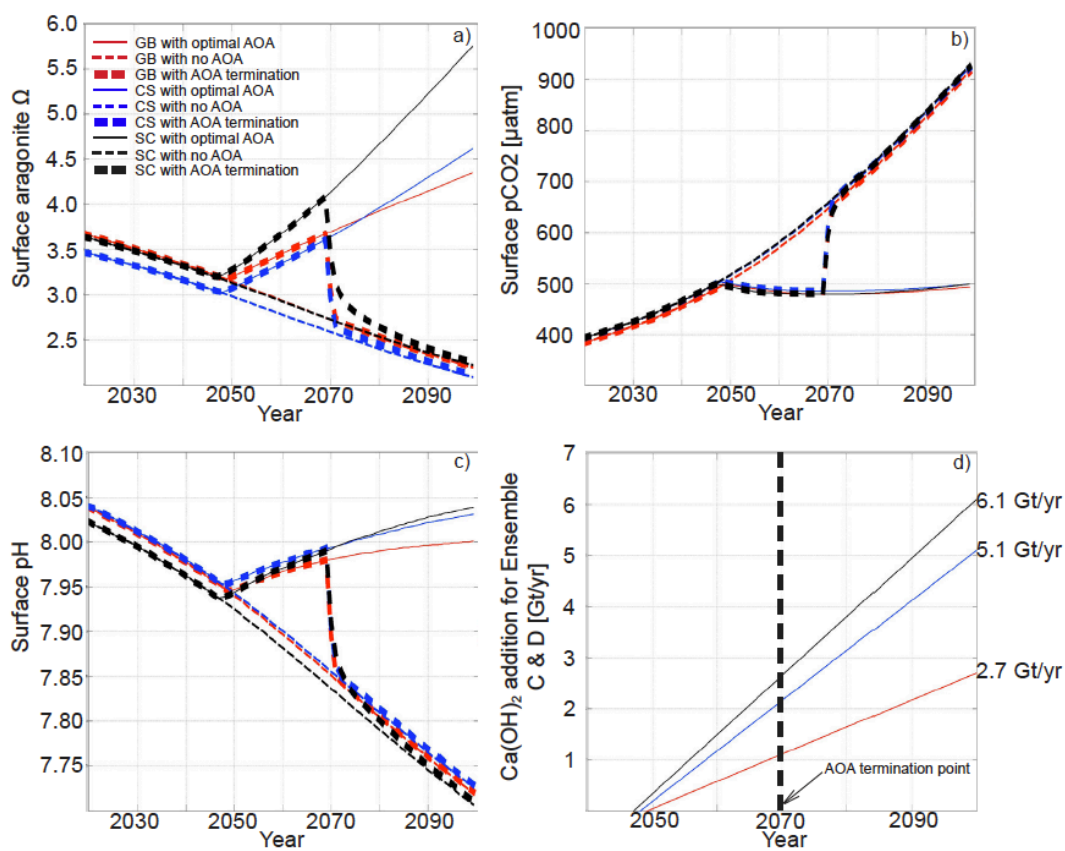 6.0
5.5
5.0
4.5
4.0
3.5
3.0
2.5
Surface aragonite Ω
a)
GB with optimal AOA
GB with no AOA
GB with AOA termination
CS with optimal AOA
CS with no AOA
CS with AOA termination
SC with optimal AOA
SC with no AOA
SC with AOA termination
2030 2050 2070 2090
Year
1000
900
800
700
600
500
400
Surface pCO2 [µatm]
b)
2030 2050 2070 2090
Year
8.10
8.05
8.00
7.95
7.90
7.85
7.80
7.75
Surface pH
c)
2030 2050 2070 2090
Year
7
6
5
4
3
2
1
Ca(OH)₂ addition for Ensemble
C & D [Gt/yr]
d)
6.1 Gt/yr
5.1 Gt/yr
2.7 Gt/yr
AOA termination point
2050 2070 2090
Year